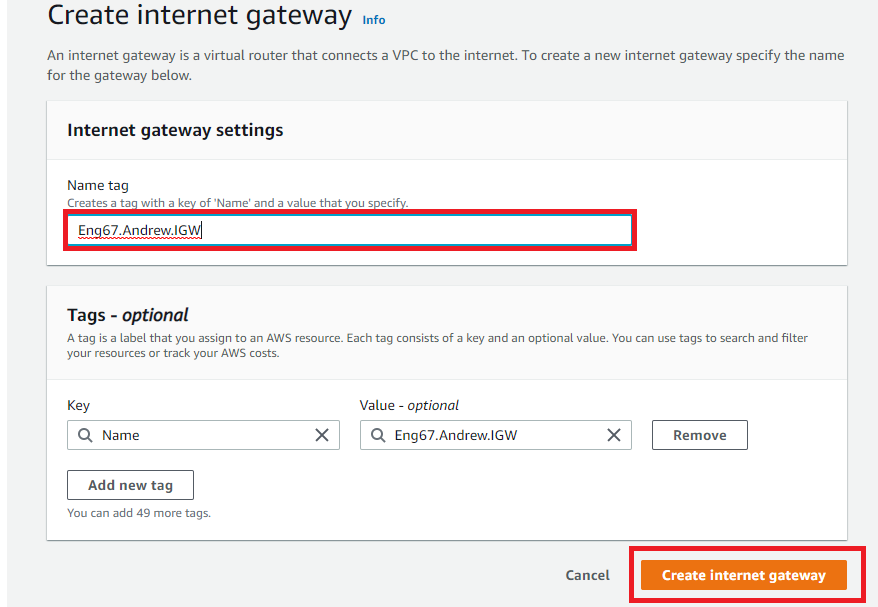 Create internet gateway Info
An internet gateway is a virtual router that connects a VPC to the internet. To create a new internet gateway specify the name
for the gateway below.
Internet gateway settings
Name tag
Creates a tag with a key of 'Name' and a value that you specify.
Eng67.Andrew.IGW
Tags - optional
A tag is a label that you assign to an AWS resource. Each tag consists of a key and an optional value. You can use tags to search and filter
your resources or track your AWS costs.
Key Value - optional
Name Eng67.Andrew.IGW Remove
Add new tag
You can add 49 more tags.
Cancel Create internet gateway